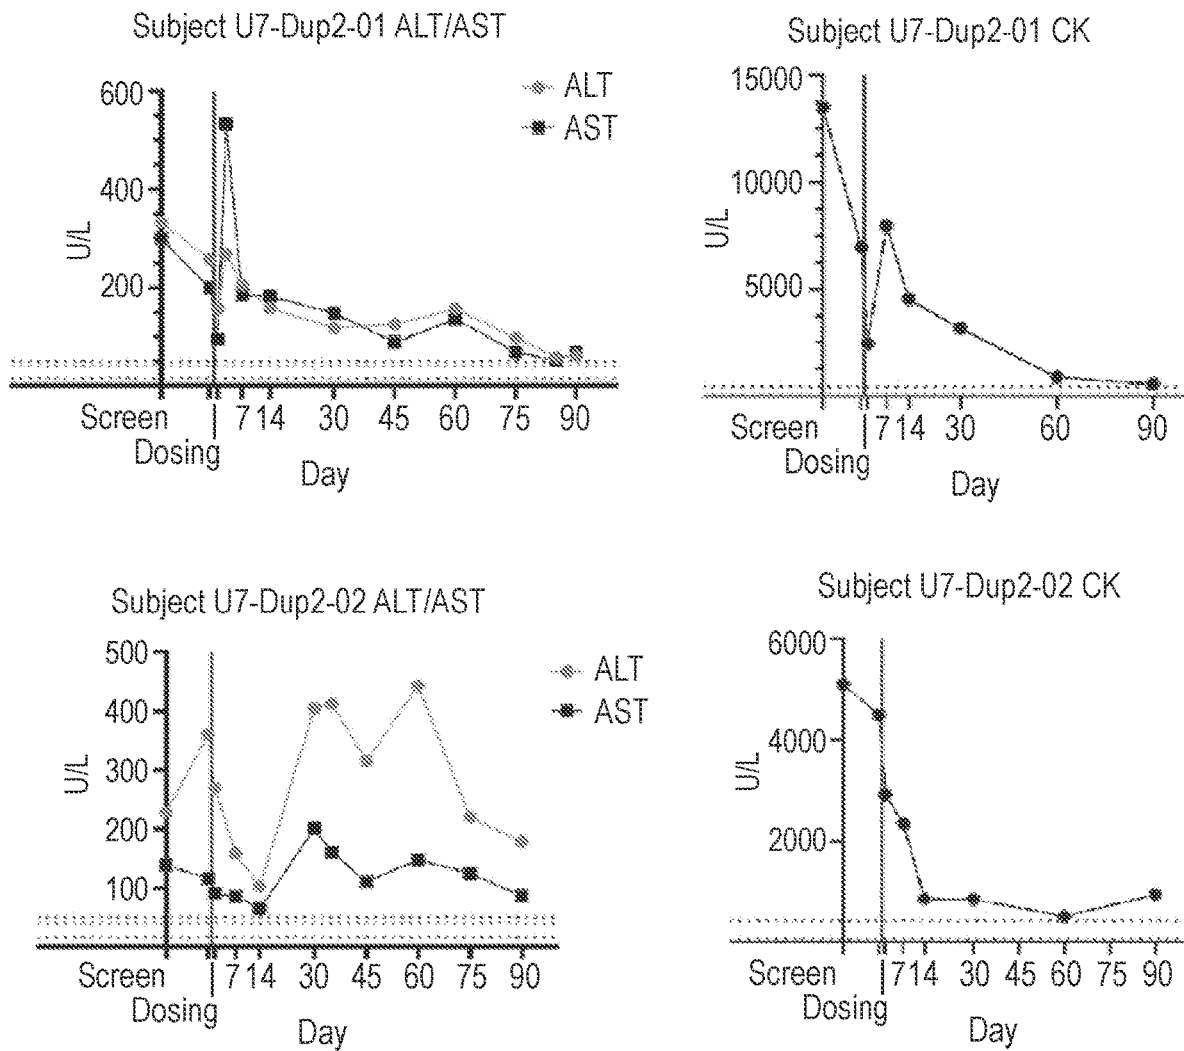 Subject U7-Dup2-01 ALT/AST
600
400
200
U/L
ALT
AST
Screen 7 14 30 45 60 75 90
Dosing
Day
Subject U7-Dup2-01 CK
15000
10000
5000
U/L
Screen 7 14 30 60 90
Dosing
Day
Subject U7-Dup2-02 ALT/AST
500
400
300
200
100
U/L
ALT
AST
Screen 7 14 30 45 60 75 90
Dosing
Day
Subject U7-Dup2-02 CK
6000
4000
2000
U/L
Screen 7 14 30 45 60 75 90
Dosing
Day